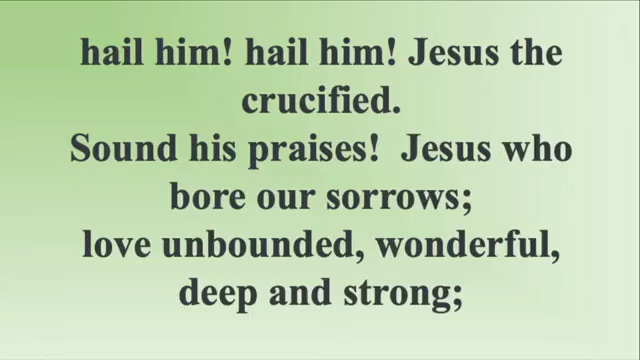 hail him! hail him! Jesus the
crucified.
Sound his praises!  Jesus who
bore our sorrows;
love unbounded, wonderful,
deep and strong;